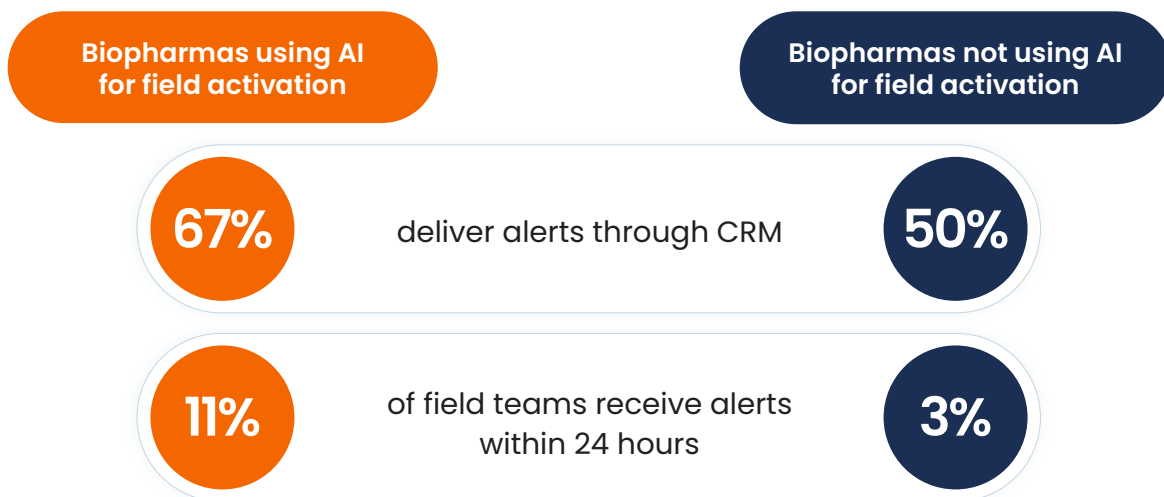 Biopharmas using AI
for field activation
Biopharmas not using AI
for field activation
67%
deliver alerts through CRM
50%
11%
of field teams receive alerts
within 24 hours
3%